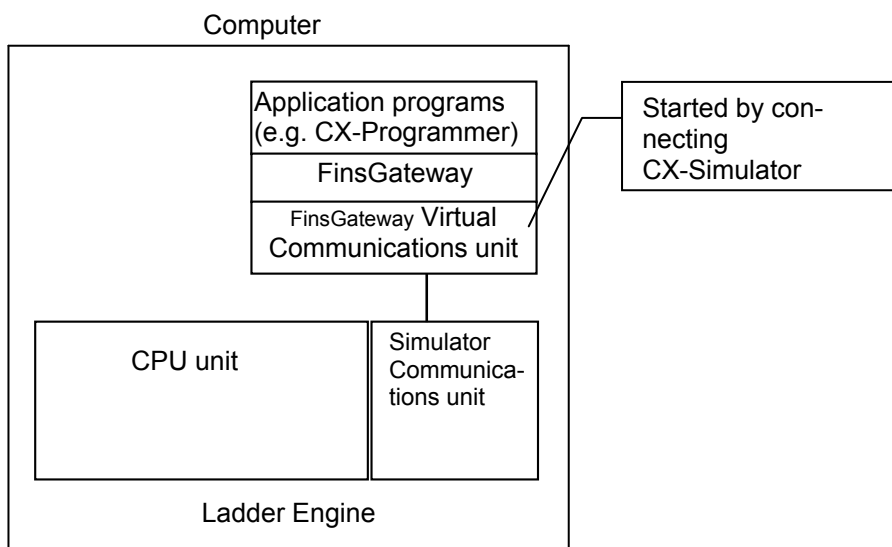 Computer
Application programs
(e.g. CX-Programmer)
FinsGateway
FinsGateway Virtual
Communications unit
Started by con-
necting
CX-Simulator
CPU unit
Simulator
Communica-
tions unit
Ladder Engine